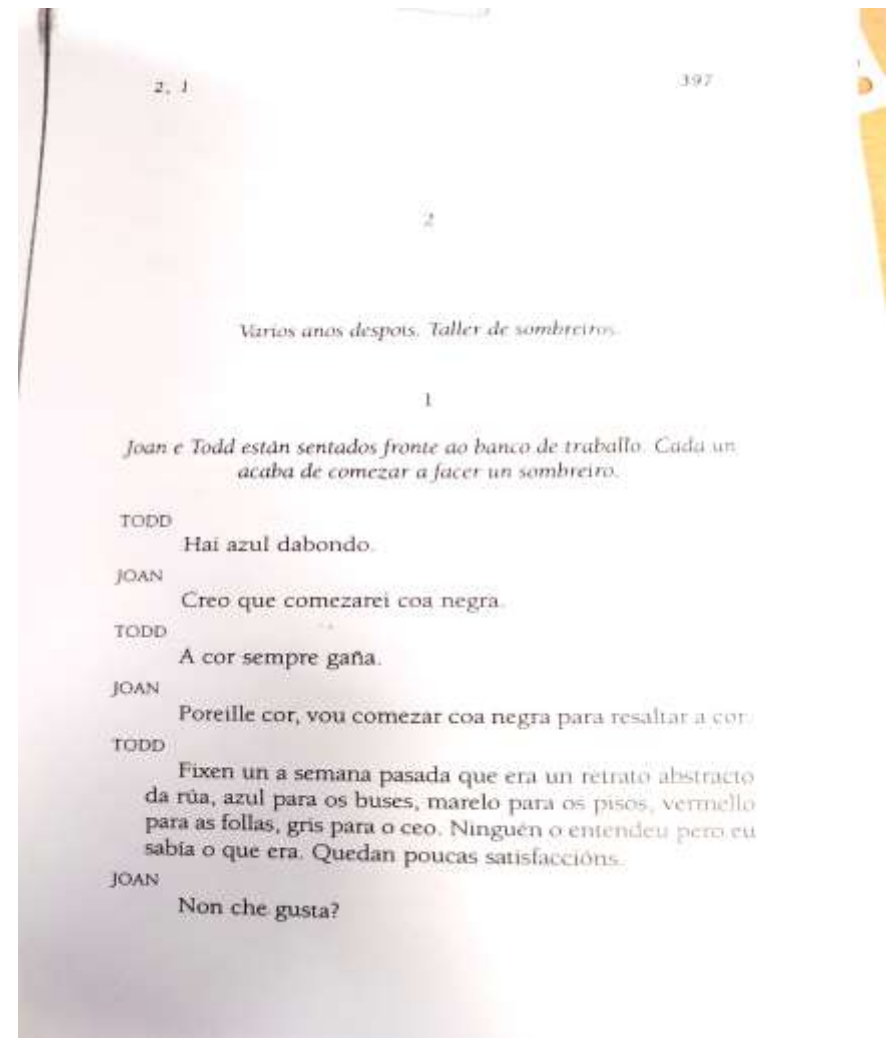 2, 1
397
2
Varios anos despois. Taller de sombreiros.
1
Joan e Todd están sentados fronte ao banco de traballo. Cada un
acaba de comezar a facer un sombreiro.
TODD
Hai azul dabondo.
JOAN
Creo que comezarei coa negra.
TODD
A cor sempre gaña.
JOAN
Poreille cor, vou comezar coa negra para resaltar a cor.
TODD
Fixen un a semana pasada que era un retrato abstracto
da rúa, azul para os buses, marelo para os pisos, vermello
para as follas, gris para o ceo. Ninguén o entendeu pero eu
sabía o que era. Quedan poucas satisfaccións.
JOAN
Non che gusta?